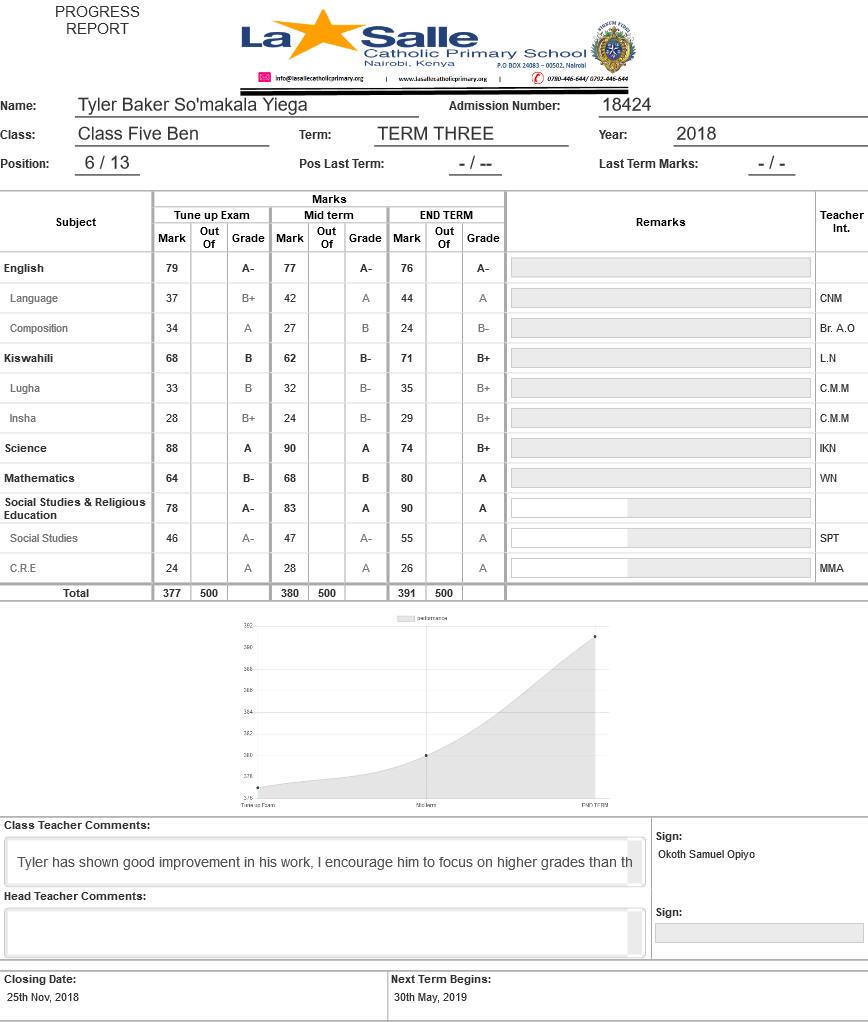 PROGRESS
REPORT
La Salle
Catholic Primary School
Nairobi, Kenya
P.O BOX 24083 – 00502, Nairobi
info@lasallecatholicprimary.org | www.lasallecatholicprimary.org | 0780-446-644/ 0792-446-644
Name: Tyler Baker So'makala Yiega Admission Number: 18424
Class: Class Five Ben Term: TERM THREE Year: 2018
Position: 6 / 13 Pos Last Term: - / -- Last Term Marks: - / -
Subject Marks Remarks Teacher Int.
Tune up Exam Mid term END TERM
Mark Out Of Grade Mark Out Of Grade Mark Out Of Grade
English 79 A- 77 A- 76 A-
Language 37 B+ 42 A 44 A CNM
Composition 34 A 27 B 24 B- Br. A.O
Kiswahili 68 B 62 B- 71 B+ L.N
Lugha 33 B 32 B- 35 B+ C.M.M
Insha 28 B+ 24 B- 29 B+ C.M.M
Science 88 A 90 A 74 B+ IKN
Mathematics 64 B- 68 B 80 A WN
Social Studies & Religious
Education 78 A- 83 A 90 A
Social Studies 46 A- 47 A- 55 A SPT
C.R.E 24 A 28 A 26 A MMA
Total 377 500 380 500 391 500
performance
392
390
388
386
384
382
380
378
376
Tune up Exam Mid term END TERM
Class Teacher Comments:
Tyler has shown good improvement in his work, I encourage him to focus on higher grades than th
Sign:
Okoth Samuel Opiyo
Head Teacher Comments:
Sign:
Closing Date: Next Term Begins:
25th Nov, 2018 30th May, 2019